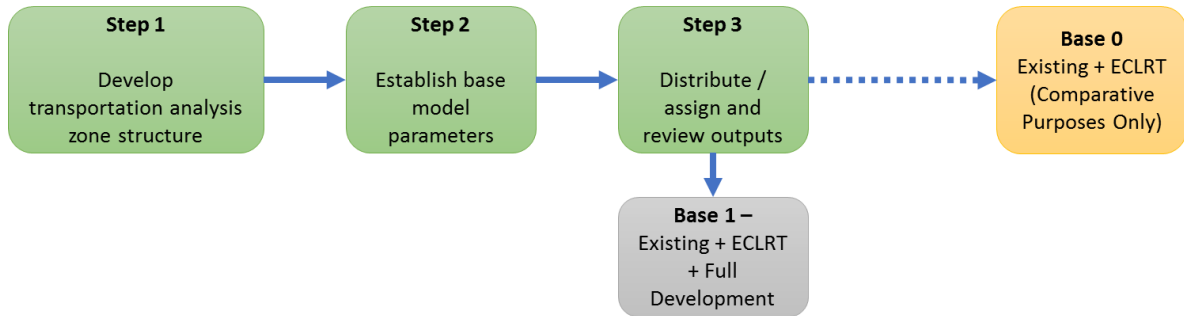 Step 1
Develop
transportation analysis
zone structure
Step 2
Establish base
model
parameters
Step 3
Distribute /
assign and
review outputs
Base 0
Existing + ECLRT
(Comparative
Purposes Only)
Base 1 –
Existing + ECLRT
+ Full
Development